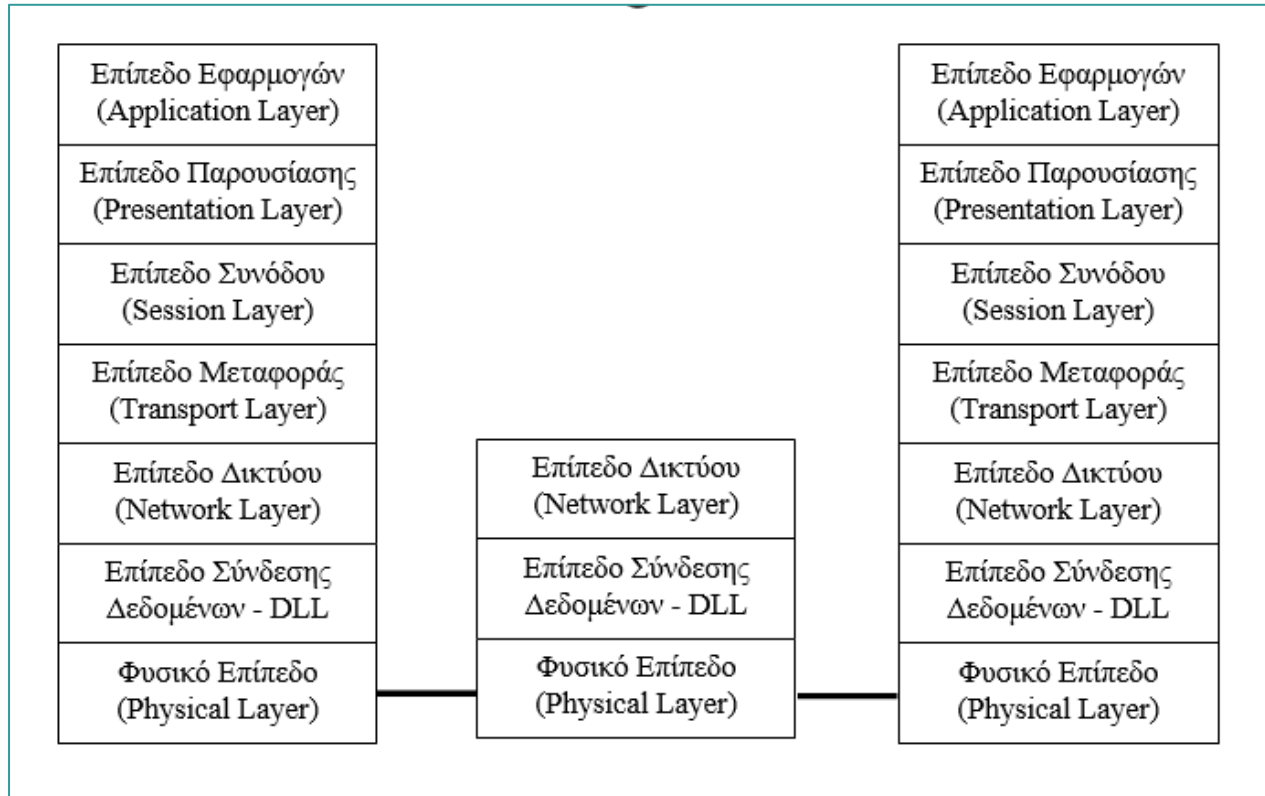 Επίπεδο Εφαρμογών
(Application Layer)
Επίπεδο Παρουσίασης
(Presentation Layer)
Επίπεδο Συνόδου
(Session Layer)
Επίπεδο Μεταφοράς
(Transport Layer)
Επίπεδο Δικτύου
(Network Layer)
Επίπεδο Σύνδεσης
Δεδομένων - DLL
Φυσικό Επίπεδο
(Physical Layer)
Επίπεδο Δικτύου
(Network Layer)
Επίπεδο Σύνδεσης
Δεδομένων - DLL
Φυσικό Επίπεδο
(Physical Layer)
Επίπεδο Εφαρμογών
(Application Layer)
Επίπεδο Παρουσίασης
(Presentation Layer)
Επίπεδο Συνόδου
(Session Layer)
Επίπεδο Μεταφοράς
(Transport Layer)
Επίπεδο Δικτύου
(Network Layer)
Επίπεδο Σύνδεσης
Δεδομένων - DLL
Φυσικό Επίπεδο
(Physical Layer)